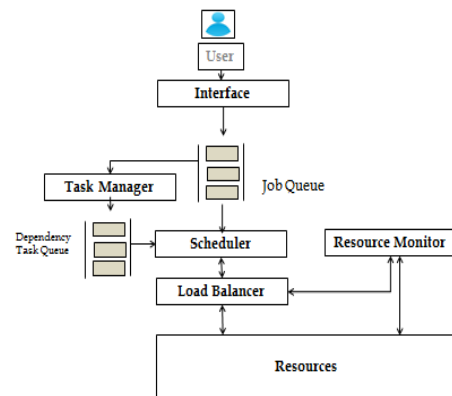 User
Interface
Job Queue
Task Manager
Dependency
Task Queue
Scheduler
Resource Monitor
Load Balancer
Resources